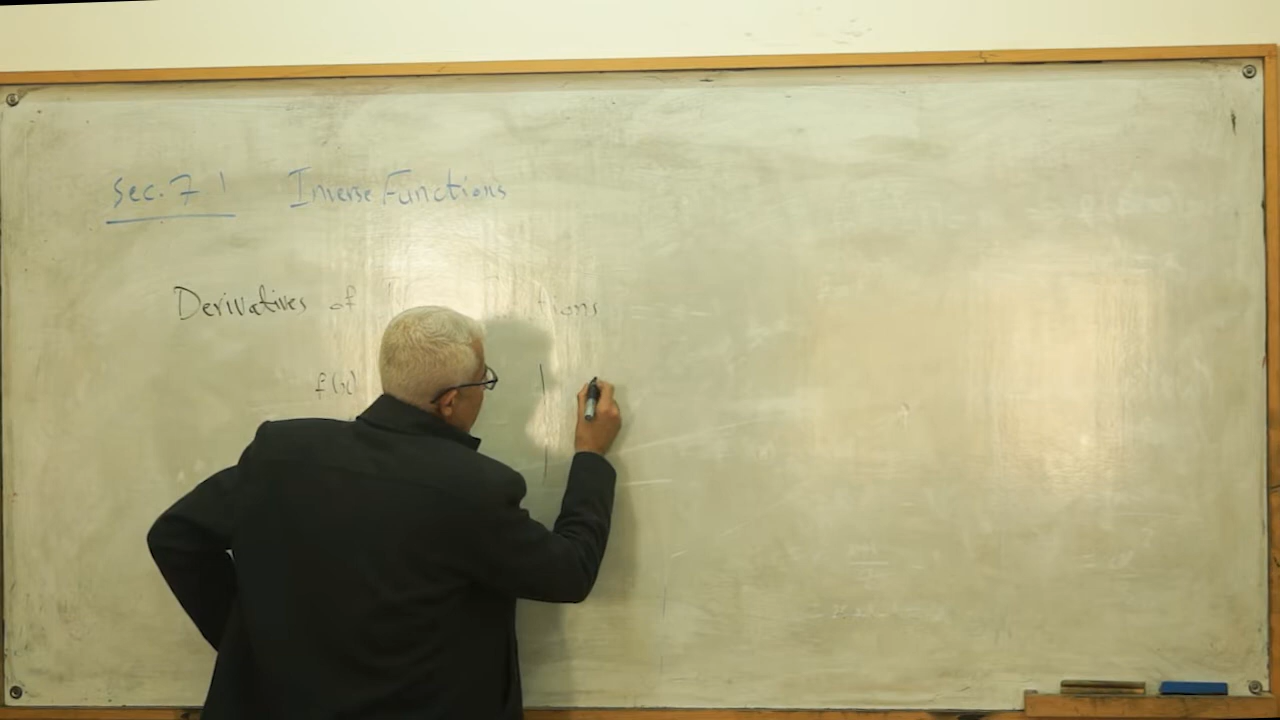 Sec. 7 1 Inverse Functions
Derivatives of tions
f(x)